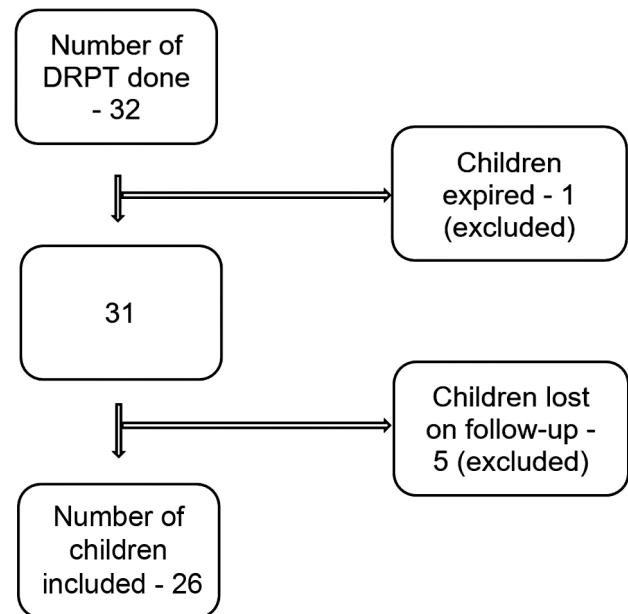 Number of
DRPT done
- 32
Children
expired - 1
(excluded)
31
Children lost
on follow-up -
5 (excluded)
Number of
children
included - 26